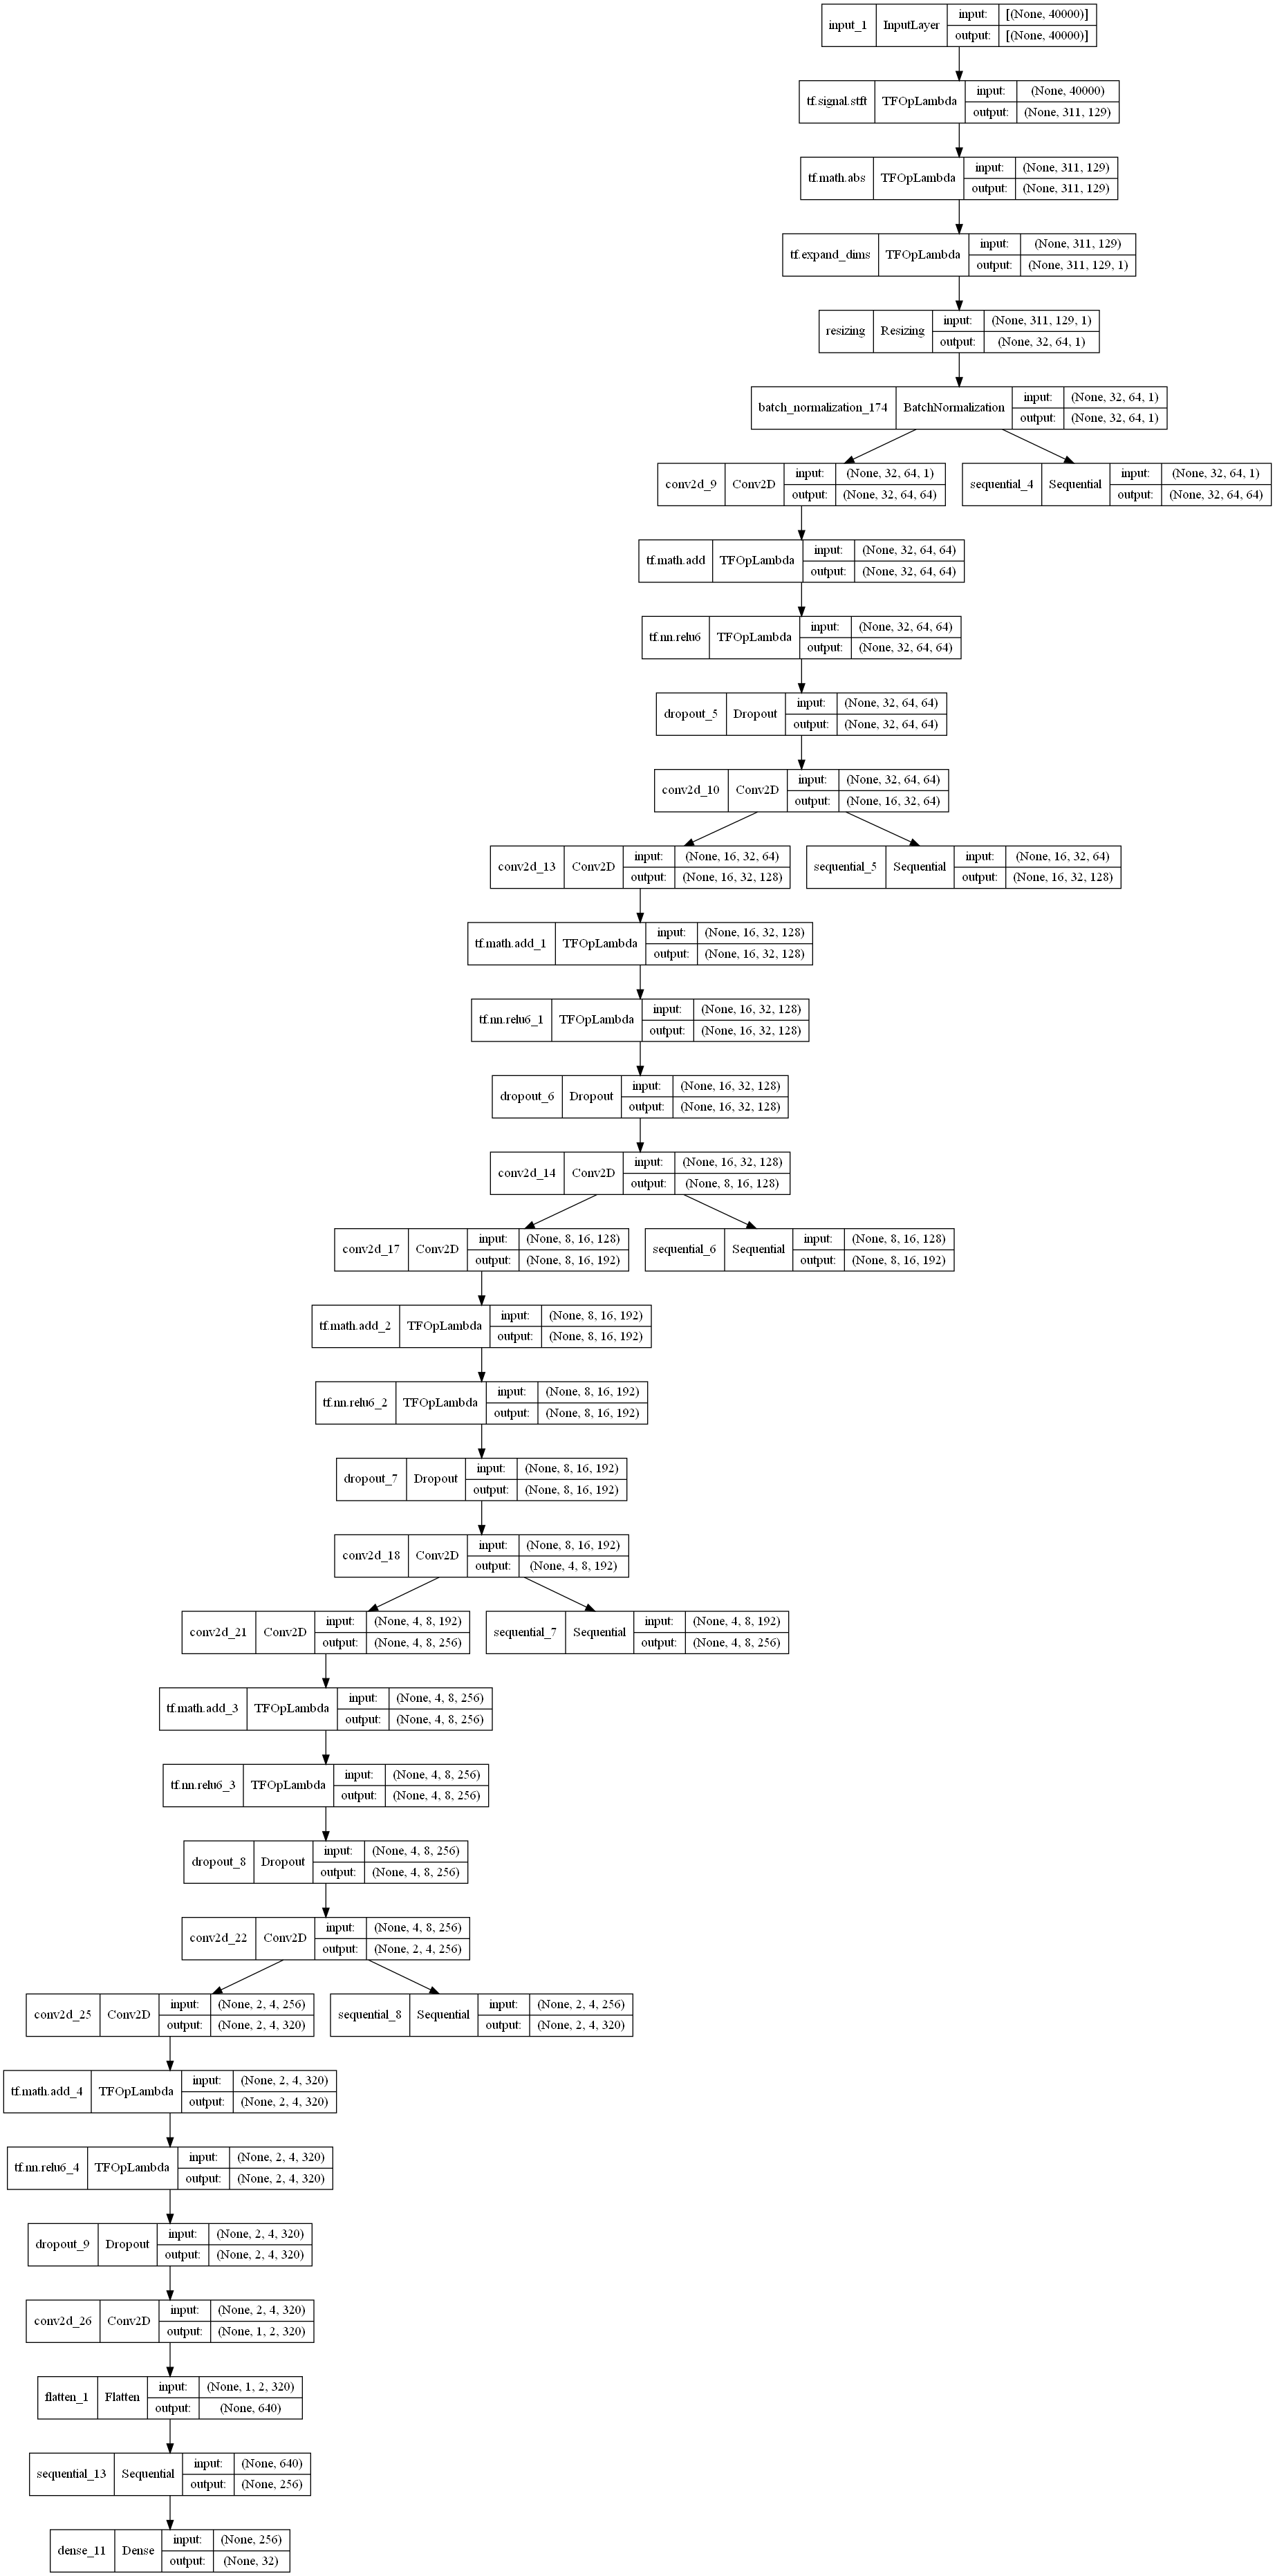 input_1 InputLayer input: [(None, 40000)]
output: [(None, 40000)]
tf.signal.stft TFOpLambda input: (None, 40000)
output: (None, 311, 129)
tf.math.abs TFOpLambda input: (None, 311, 129)
output: (None, 311, 129)
tf.expand_dims TFOpLambda input: (None, 311, 129)
output: (None, 311, 129, 1)
resizing Resizing input: (None, 311, 129, 1)
output: (None, 32, 64, 1)
batch_normalization_174 BatchNormalization input: (None, 32, 64, 1)
output: (None, 32, 64, 1)
conv2d_9 Conv2D input: (None, 32, 64, 1)
output: (None, 32, 64, 64)
sequential_4 Sequential input: (None, 32, 64, 1)
output: (None, 32, 64, 64)
tf.math.add TFOpLambda input: (None, 32, 64, 64)
output: (None, 32, 64, 64)
tf.nn.relu6 TFOpLambda input: (None, 32, 64, 64)
output: (None, 32, 64, 64)
dropout_5 Dropout input: (None, 32, 64, 64)
output: (None, 32, 64, 64)
conv2d_10 Conv2D input: (None, 32, 64, 64)
output: (None, 16, 32, 64)
conv2d_13 Conv2D input: (None, 16, 32, 64)
output: (None, 16, 32, 128)
sequential_5 Sequential input: (None, 16, 32, 64)
output: (None, 16, 32, 128)
tf.math.add_1 TFOpLambda input: (None, 16, 32, 128)
output: (None, 16, 32, 128)
tf.nn.relu6_1 TFOpLambda input: (None, 16, 32, 128)
output: (None, 16, 32, 128)
dropout_6 Dropout input: (None, 16, 32, 128)
output: (None, 16, 32, 128)
conv2d_14 Conv2D input: (None, 16, 32, 128)
output: (None, 8, 16, 128)
conv2d_17 Conv2D input: (None, 8, 16, 128)
output: (None, 8, 16, 192)
sequential_6 Sequential input: (None, 8, 16, 128)
output: (None, 8, 16, 192)
tf.math.add_2 TFOpLambda input: (None, 8, 16, 192)
output: (None, 8, 16, 192)
tf.nn.relu6_2 TFOpLambda input: (None, 8, 16, 192)
output: (None, 8, 16, 192)
dropout_7 Dropout input: (None, 8, 16, 192)
output: (None, 8, 16, 192)
conv2d_18 Conv2D input: (None, 8, 16, 192)
output: (None, 4, 8, 192)
conv2d_21 Conv2D input: (None, 4, 8, 192)
output: (None, 4, 8, 256)
sequential_7 Sequential input: (None, 4, 8, 192)
output: (None, 4, 8, 256)
tf.math.add_3 TFOpLambda input: (None, 4, 8, 256)
output: (None, 4, 8, 256)
tf.nn.relu6_3 TFOpLambda input: (None, 4, 8, 256)
output: (None, 4, 8, 256)
dropout_8 Dropout input: (None, 4, 8, 256)
output: (None, 4, 8, 256)
conv2d_22 Conv2D input: (None, 4, 8, 256)
output: (None, 2, 4, 256)
conv2d_25 Conv2D input: (None, 2, 4, 256)
output: (None, 2, 4, 320)
sequential_8 Sequential input: (None, 2, 4, 256)
output: (None, 2, 4, 320)
tf.math.add_4 TFOpLambda input: (None, 2, 4, 320)
output: (None, 2, 4, 320)
tf.nn.relu6_4 TFOpLambda input: (None, 2, 4, 320)
output: (None, 2, 4, 320)
dropout_9 Dropout input: (None, 2, 4, 320)
output: (None, 2, 4, 320)
conv2d_26 Conv2D input: (None, 2, 4, 320)
output: (None, 1, 2, 320)
flatten_1 Flatten input: (None, 1, 2, 320)
output: (None, 640)
sequential_13 Sequential input: (None, 640)
output: (None, 256)
dense_11 Dense input: (None, 256)
output: (None, 32)